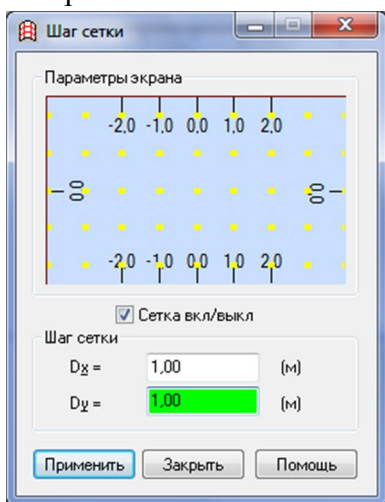 Шаг сетки
Параметры экрана
-2,0 -1,0 0,0 1,0 2,0
0,0 0,0
-2,0 -1,0 0,0 1,0 2,0
Сетка вкл/выкл
Шаг сетки
Dx = 1,00 (м)
Dy = 1,00 (м)
Применить Закрыть Помощь